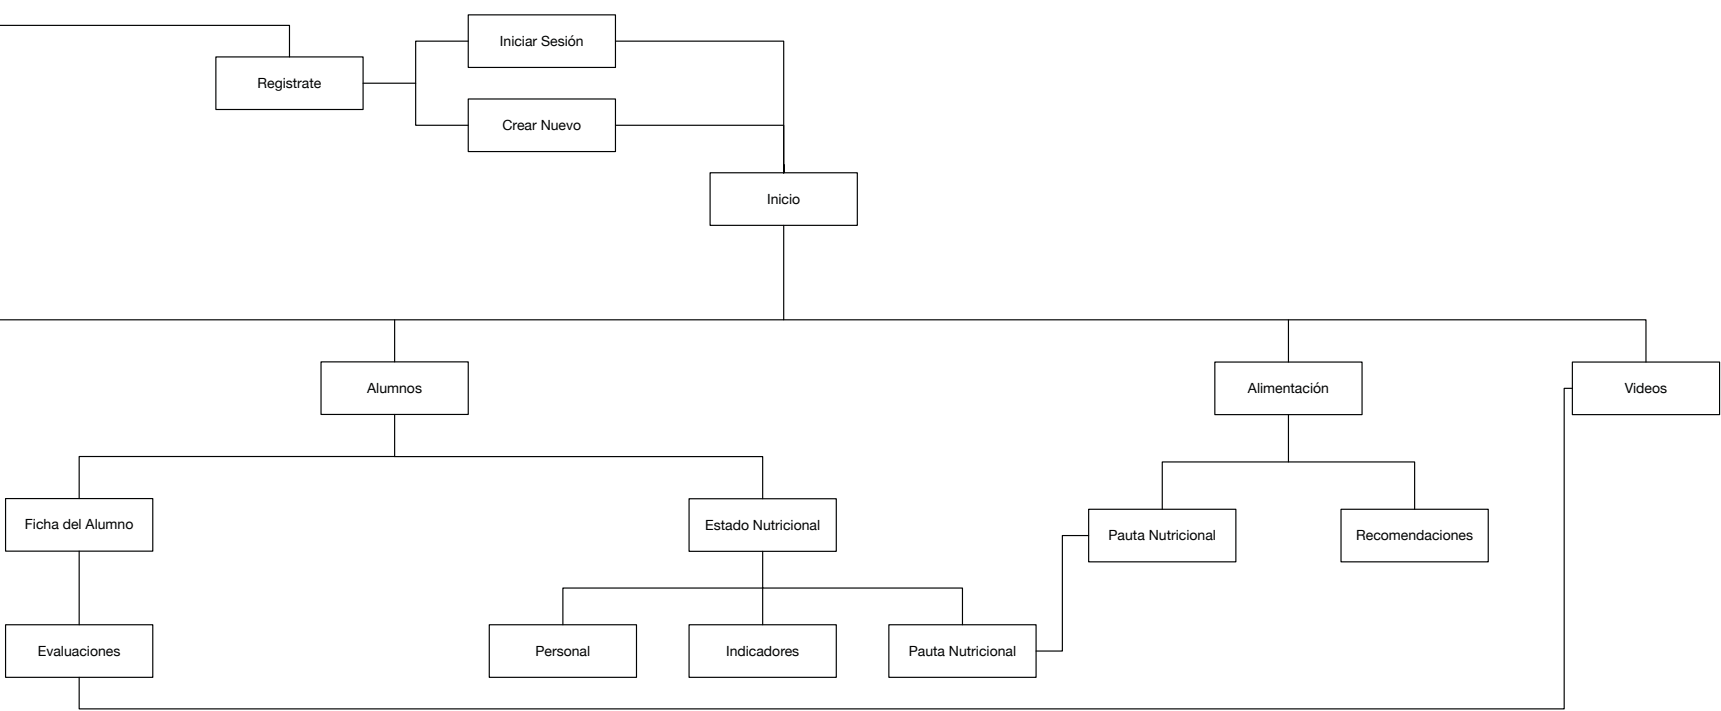 Iniciar Sesión
Registrate
Crear Nuevo
Inicio
Alumnos
Alimentación
Videos
Ficha del Alumno
Estado Nutricional
Pauta Nutricional
Recomendaciones
Evaluaciones
Personal
Indicadores
Pauta Nutricional